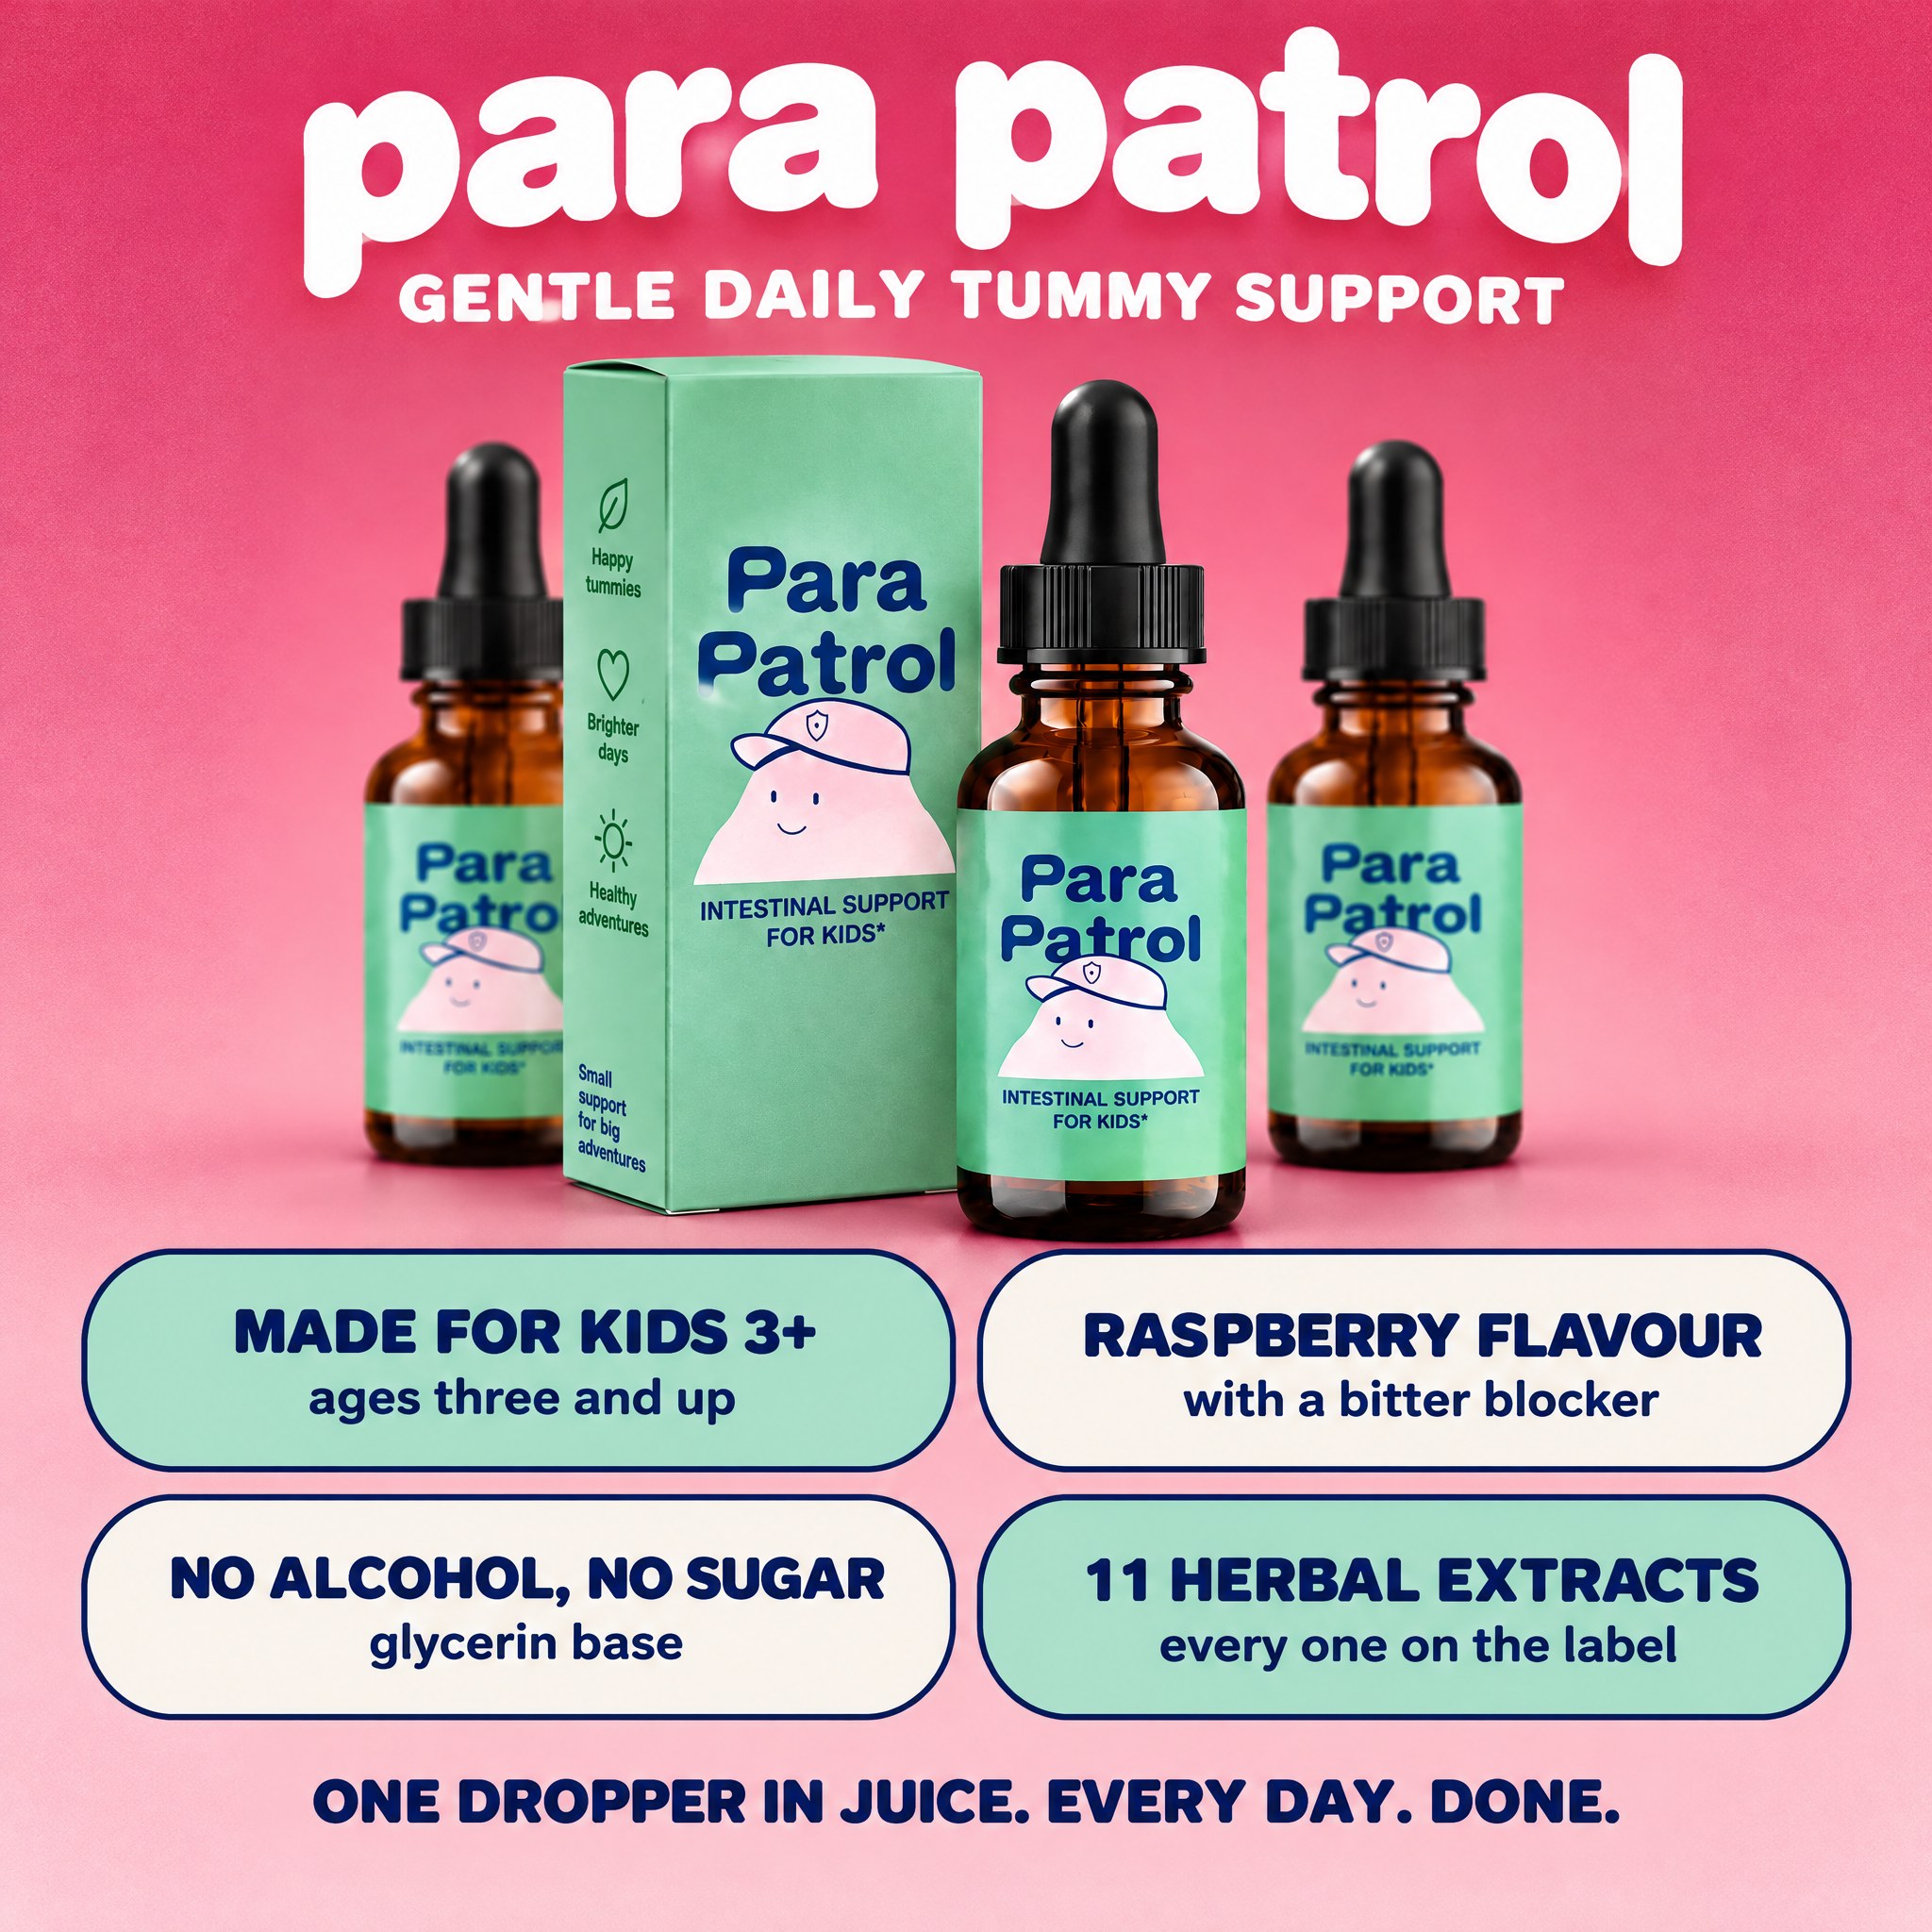 para patrol
GENTLE DAILY TUMMY SUPPORT
Happy
tummies
Brighter
days
Healthy
adventures
Small
support
for big
adventures
Para
Patrol
INTESTINAL SUPPORT
FOR KIDS*
Para
Patro
INTESTINAL SUPPOR
FOR KIDS*
Para
Patrol
INTESTINAL SUPPORT
FOR KIDS*
Para
Patrol
INTESTINAL SUPPORT
FOR KIDS*
MADE FOR KIDS 3+
ages three and up
RASPBERRY FLAVOUR
with a bitter blocker
NO ALCOHOL, NO SUGAR
glycerin base
11 HERBAL EXTRACTS
every one on the label
ONE DROPPER IN JUICE. EVERY DAY. DONE.